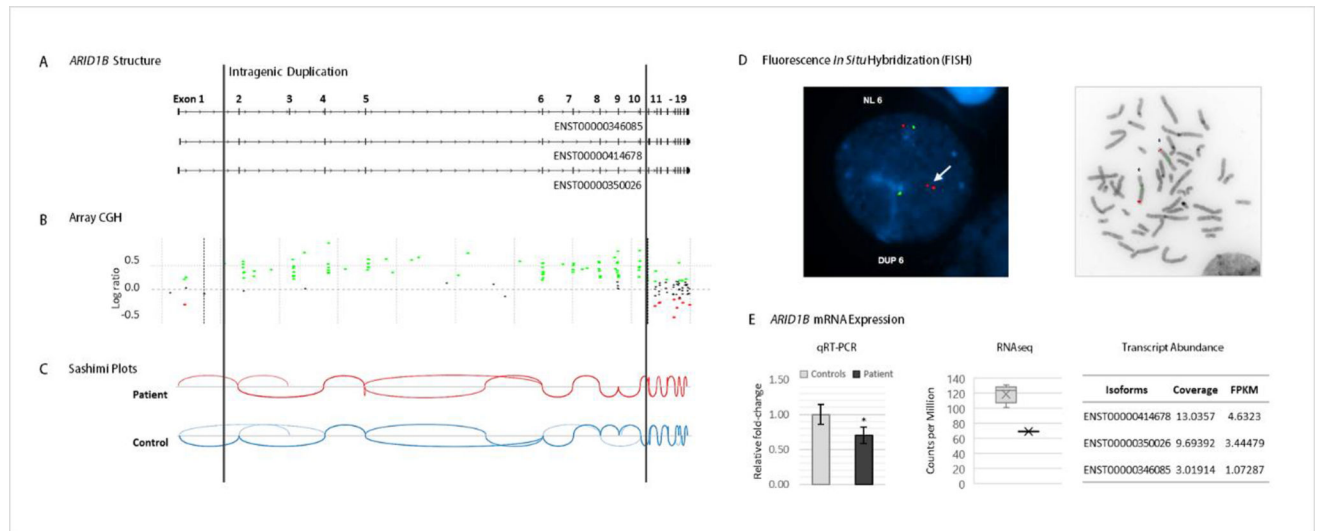 A ARID1B Structure
Intragenic Duplication
Exon 1 2 3 4 5 6 7 8 9 10 11 - 19
ENST00000346085
ENST00000414678
ENST00000350026
B Array CGH
Log ratio
0.5
0.0
-0.5
C Sashimi Plots
Patient
Control
D Fluorescence In Situ Hybridization (FISH)
NL 6
DUP 6
E ARID1B mRNA Expression
qRT-PCR
Controls Patient
Relative fold-change
1.50
1.00
0.50
0.00
*
RNAseq
Counts per Million
140
120
100
80
60
40
20
0
Transcript Abundance
Isoforms Coverage FPKM
ENST00000414678 13.0357 4.6323
ENST00000350026 9.69392 3.44479
ENST00000346085 3.01914 1.07287